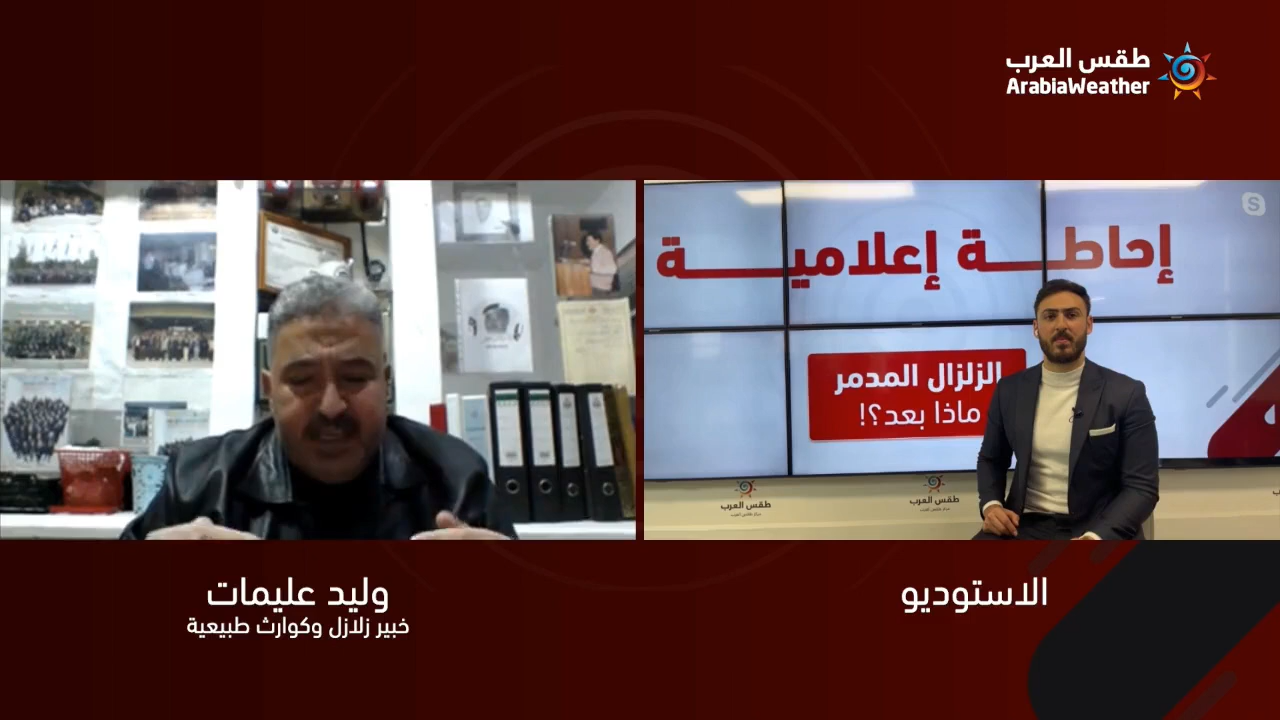 طقس العرب
ArabiaWeather
إحاطـــة إعلاميـــــة
الزلزال المدمر
ماذا بعد؟!
طقس العرب
طقس العرب
الاستوديو
وليد عليمات
خبير زلازل وكوارث طبيعية